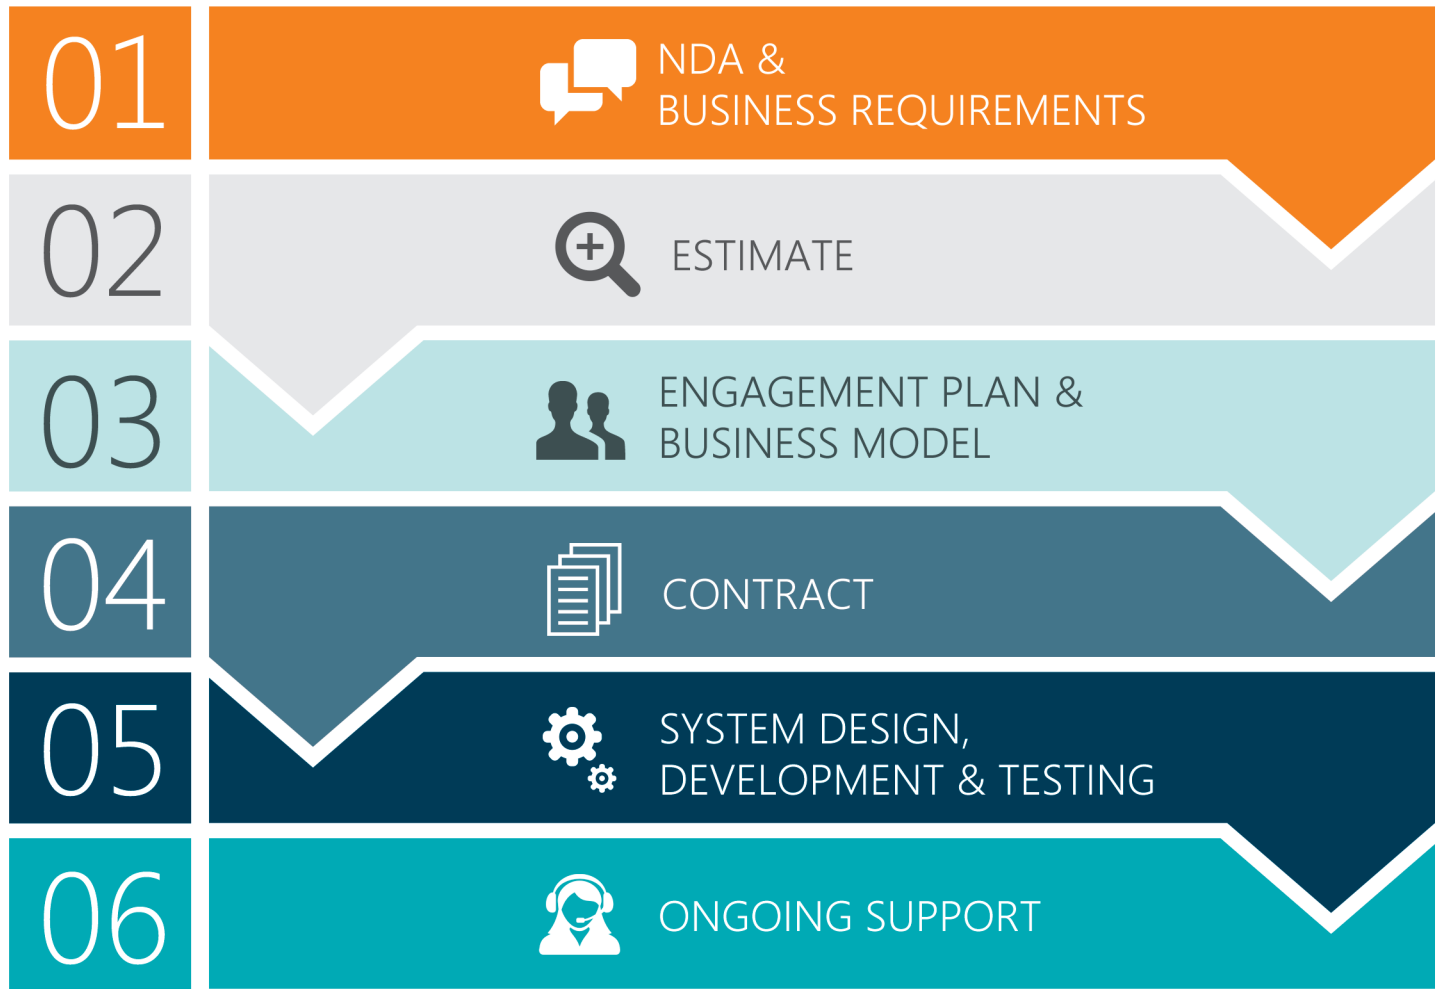 01
NDA &
BUSINESS REQUIREMENTS
02
ESTIMATE
03
ENGAGEMENT PLAN &
BUSINESS MODEL
04
CONTRACT
05
SYSTEM DESIGN,
DEVELOPMENT & TESTING
06
ONGOING SUPPORT